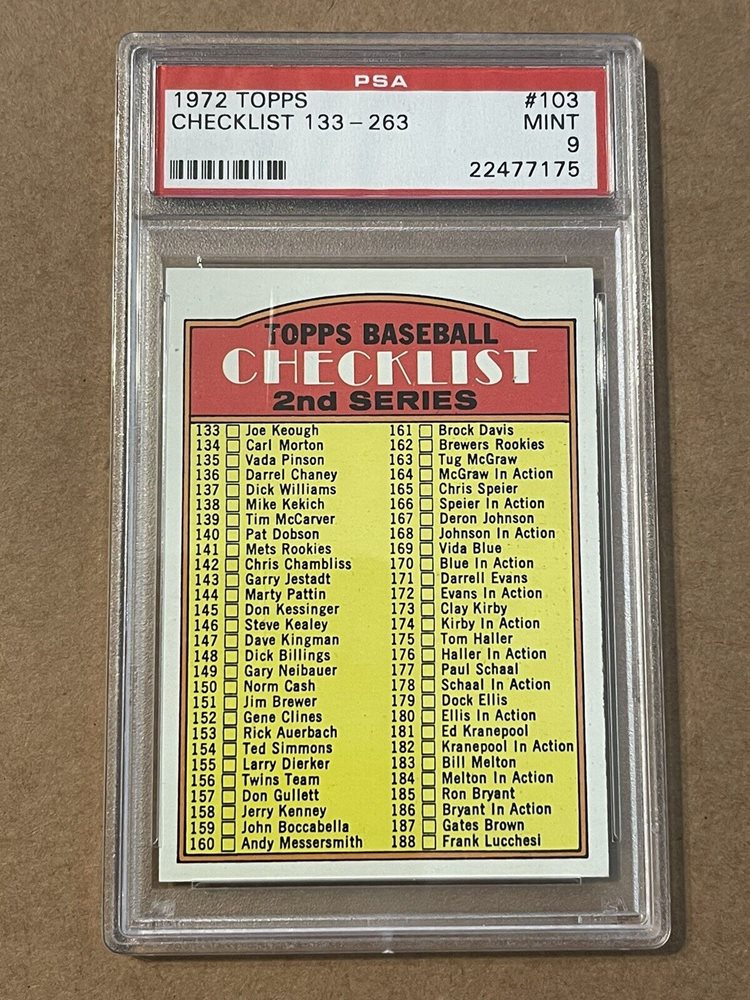 PSA
1972 TOPPS #103
CHECKLIST 133-263 MINT
9
22477175
TOPPS BASEBALL
CHECKLIST
2nd SERIES
133 Joe Keough
134 Carl Morton
135 Vada Pinson
136 Darrel Chaney
137 Dick Williams
138 Mike Kekich
139 Tim McCarver
140 Pat Dobson
141 Mets Rookies
142 Chris Chambliss
143 Garry Jestadt
144 Marty Pattin
145 Don Kessinger
146 Steve Kealey
147 Dave Kingman
148 Dick Billings
149 Gary Neibauer
150 Norm Cash
151 Jim Brewer
152 Gene Clines
153 Rick Auerbach
154 Ted Simmons
155 Larry Dierker
156 Twins Team
157 Don Gullett
158 Jerry Kenney
159 John Boccabella
160 Andy Messersmith
161 Brock Davis
162 Brewers Rookies
163 Tug McGraw
164 McGraw In Action
165 Chris Speier
166 Speier In Action
167 Deron Johnson
168 Johnson In Action
169 Vida Blue
170 Blue In Action
171 Darrell Evans
172 Evans In Action
173 Clay Kirby
174 Kirby In Action
175 Tom Haller
176 Haller In Action
177 Paul Schaal
178 Schaal In Action
179 Dock Ellis
180 Ellis In Action
181 Ed Kranepool
182 Kranepool In Action
183 Bill Melton
184 Melton In Action
185 Ron Bryant
186 Bryant In Action
187 Gates Brown
188 Frank Lucchesi